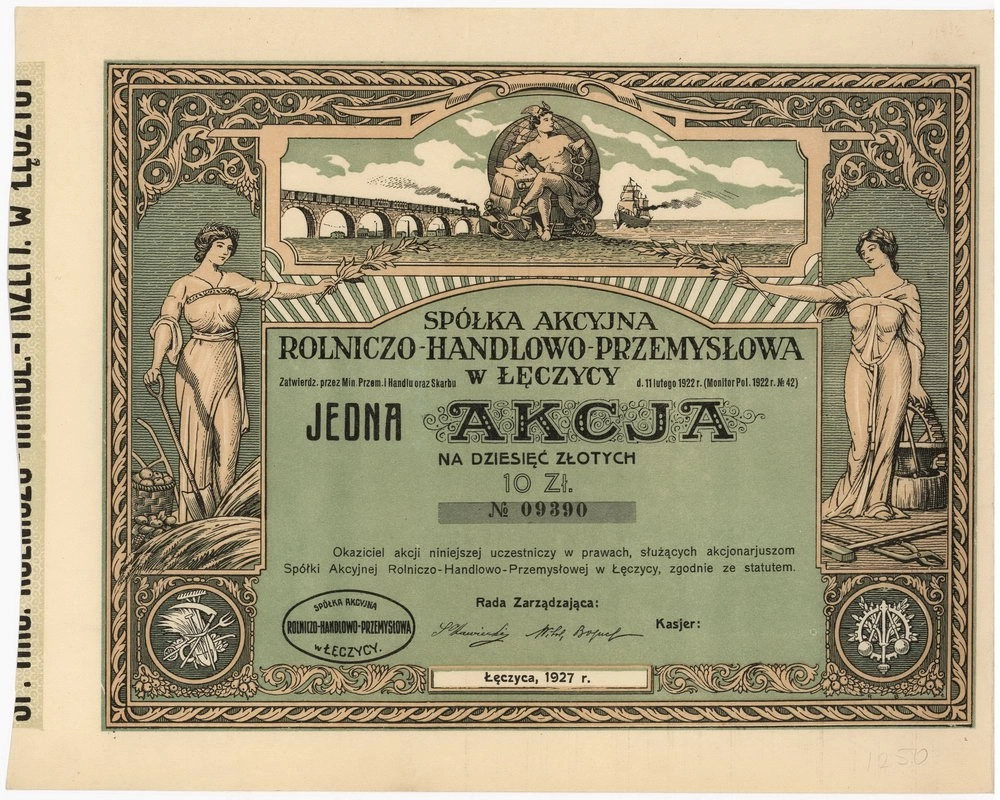 SPÓŁKA AKCYJNA
ROLNICZO-HANDLOWO-PRZEMYSŁOWA
W ŁĘCZYCY
Zatwierdz. przez Min. Przem. i Handlu oraz Skarbu d. 11 lutego 1922 r. (Monitor Pol. 1922 r. № 42)
JEDNA AKCJA
NA DZIESIĘĆ ZŁOTYCH
10 Zł.
№ 09390
Okaziciel akcji niniejszej uczestniczy w prawach, służących akcjonarjuszom
Spółki Akcyjnej Rolniczo-Handlowo-Przemysłowej w Łęczycy, zgodnie ze statutem.
Rada Zarządzająca:
Kasjer:
SPÓŁKA AKCYJNA
ROLNICZO-HANDLOWO-PRZEMYSŁOWA
w ŁĘCZYCY.
Łęczyca, 1927 r.
1250